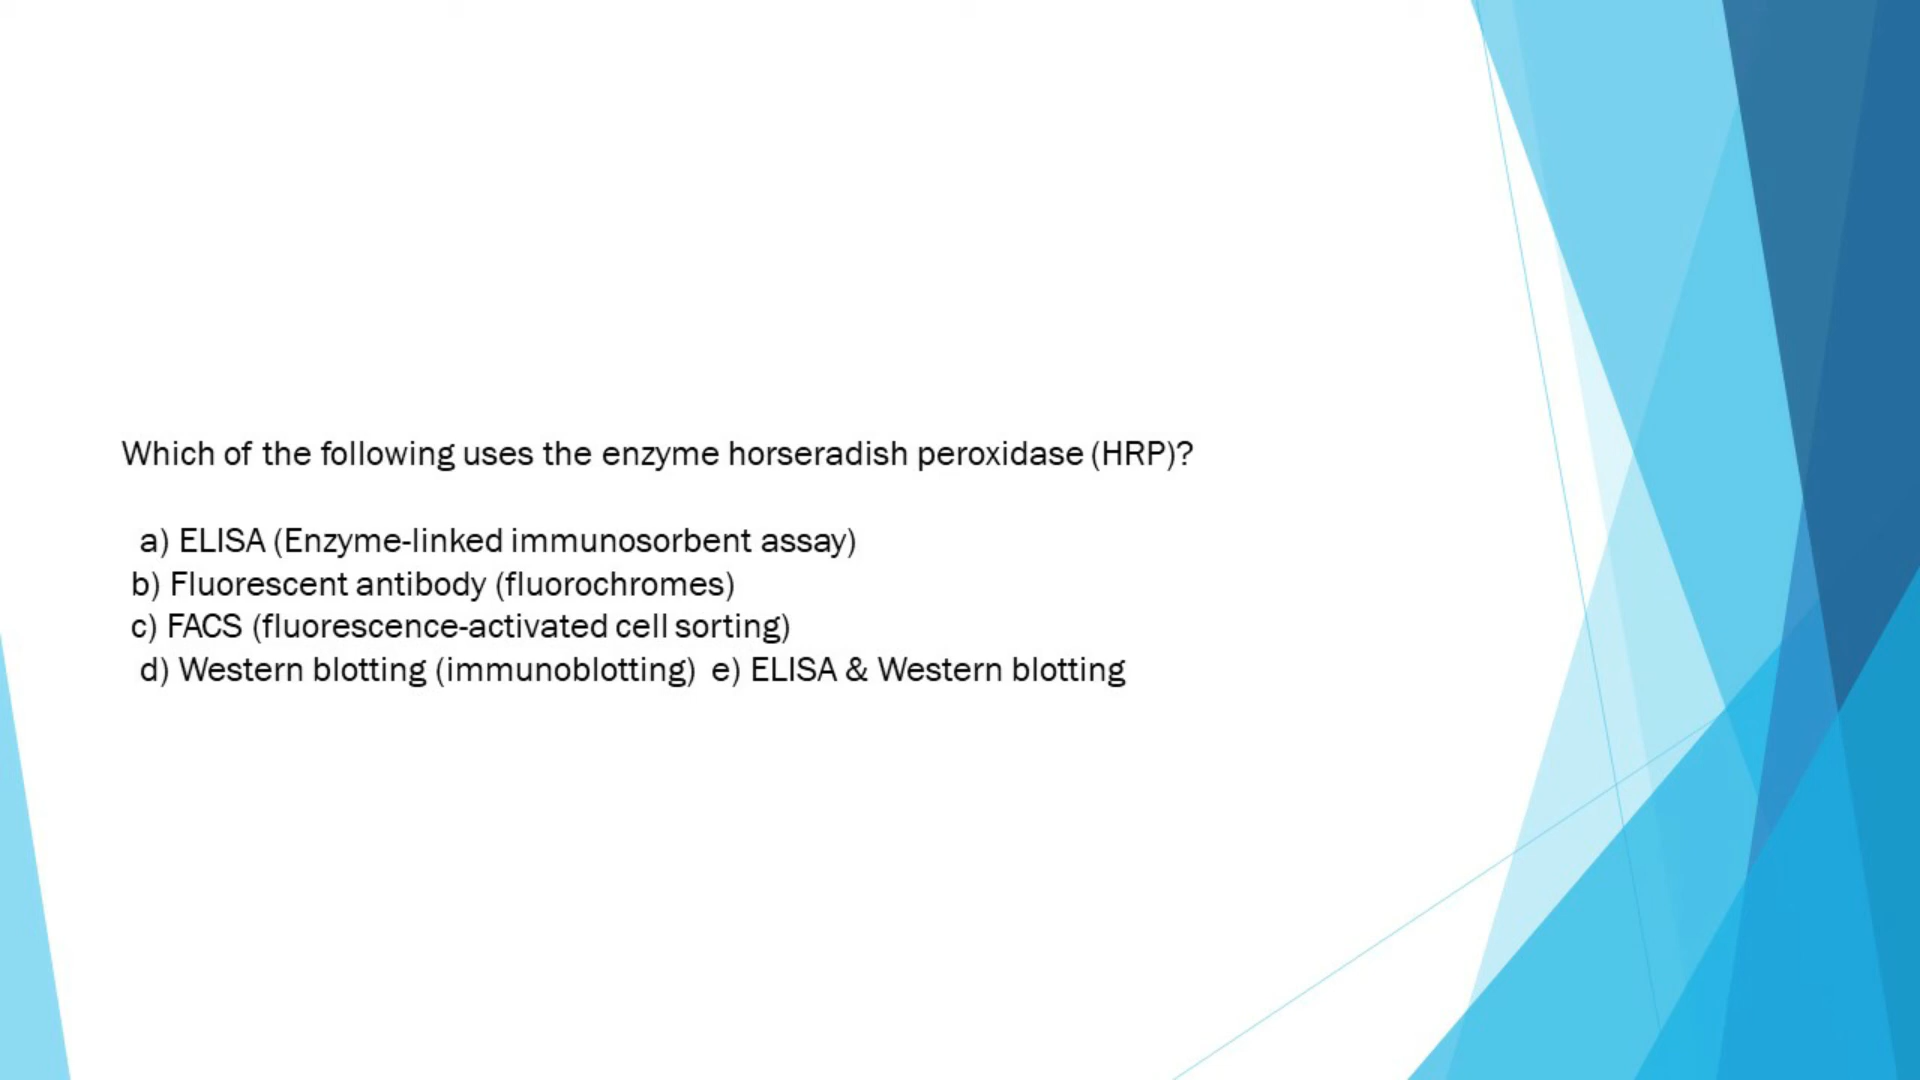 Which of the following uses the enzyme horseradish peroxidase (HRP)?
a) ELISA (Enzyme-linked immunosorbent assay)
b) Fluorescent antibody (fluorochromes)
c) FACS (fluorescence-activated cell sorting)
d) Western blotting (immunoblotting) e) ELISA & Western blotting